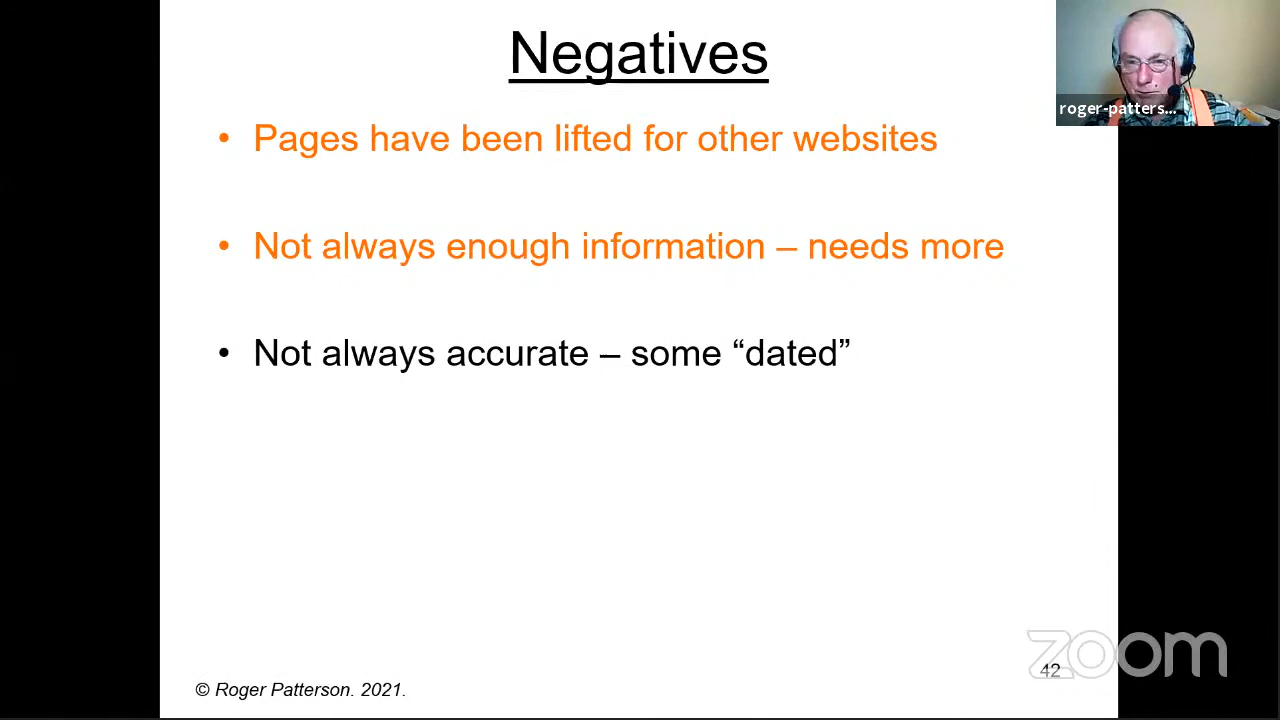 Negatives
roger-patters...
• Pages have been lifted for other websites
• Not always enough information – needs more
• Not always accurate – some “dated”
zoom
42
© Roger Patterson. 2021.